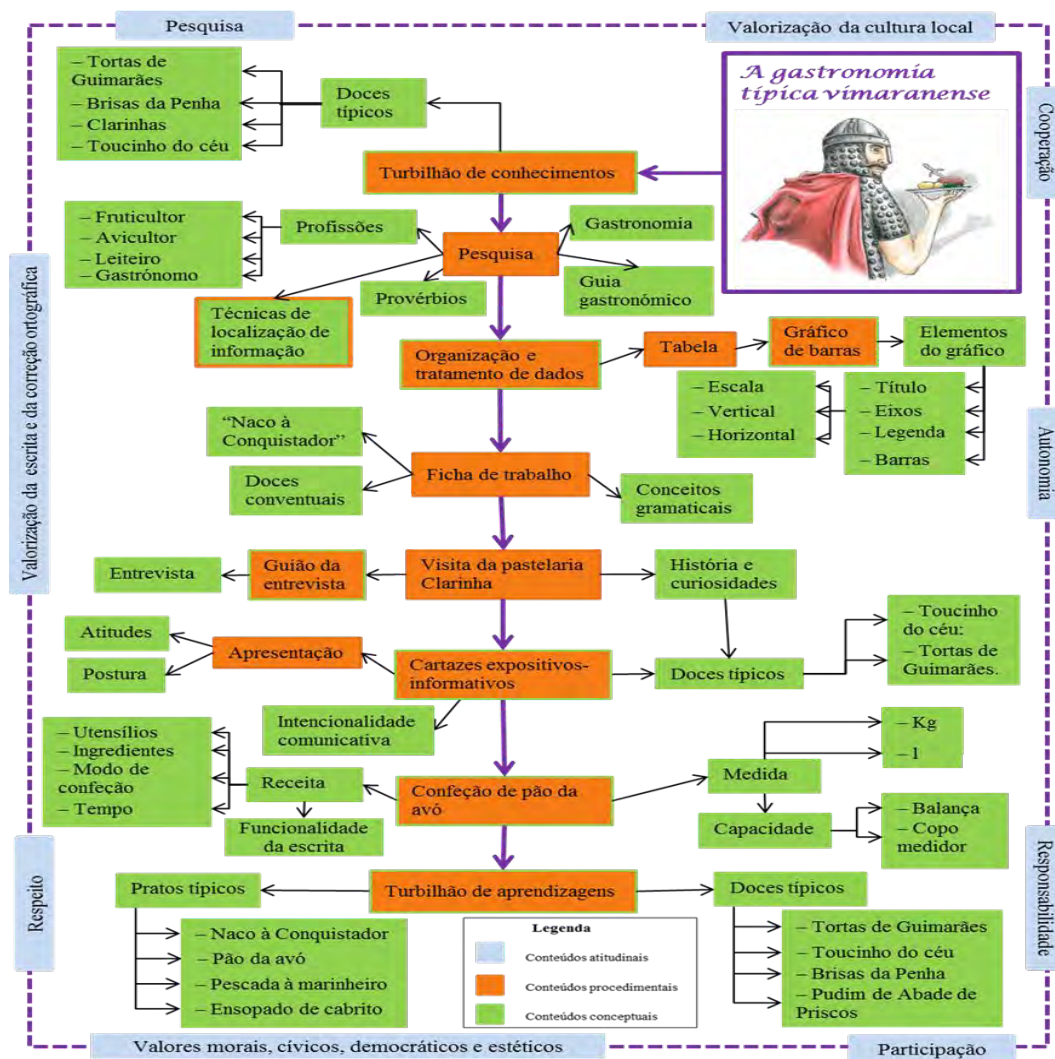 Pesquisa
Valorização da cultura local
– Tortas de
Guimarães
– Brisas da Penha
– Clarinhas
– Toucinho do céu
Doces
típicos
A gastronomia
típica vimaranense
Cooperação
Turbilhão de conhecimentos
– Fruticultor
– Avicultor
– Leiteiro
– Gastrónomo
Profissões
Gastronomia
Pesquisa
Provérbios
Guia
gastronómico
Técnicas de
localização de
informação
Valorização da escrita e da correção ortográfica
Organização e
tratamento de dados
Tabela
Gráfico
de barras
Elementos
do gráfico
– Escala
– Vertical
– Horizontal
– Título
– Eixos
– Legenda
– Barras
Autonomia
“Naco à
Conquistador”
Doces
conventuais
Ficha de trabalho
Conceitos
gramaticais
Entrevista
Guião da
entrevista
Visita da pastelaria
Clarinha
História e
curiosidades
Atitudes
Postura
Apresentação
Cartazes expositivos-
informativos
Doces típicos
– Toucinho
do céu:
– Tortas de
Guimarães.
Intencionalidade
comunicativa
– Utensílios
– Ingredientes
– Modo de
confeção
– Tempo
Receita
Funcionalidade
da escrita
Confeção de pão da
avó
Medida
– Kg
– l
Capacidade
– Balança
– Copo
medidor
Respeito
Responsabilidade
Pratos típicos
Turbilhão de aprendizagens
Doces típicos
– Naco à Conquistador
– Pão da avó
– Pescada à marinheiro
– Ensopado de cabrito
Legenda
Conteúdos atitudinais
Conteúdos procedimentais
Conteúdos conceptuais
– Tortas de Guimarães
– Toucinho do céu
– Brisas da Penha
– Pudim de Abade de
Priscos
Valores morais, cívicos, democráticos e estéticos
Participação